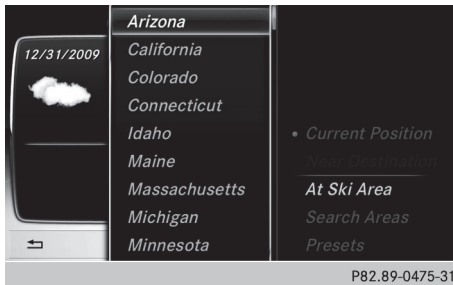 12/31/2009
Arizona
California
Colorado
Connecticut
Idaho
Maine
Massachusetts
Michigan
Minnesota
Current Position
Near Destination
At Ski Area
Search Areas
Presets
P82.89-0475-31